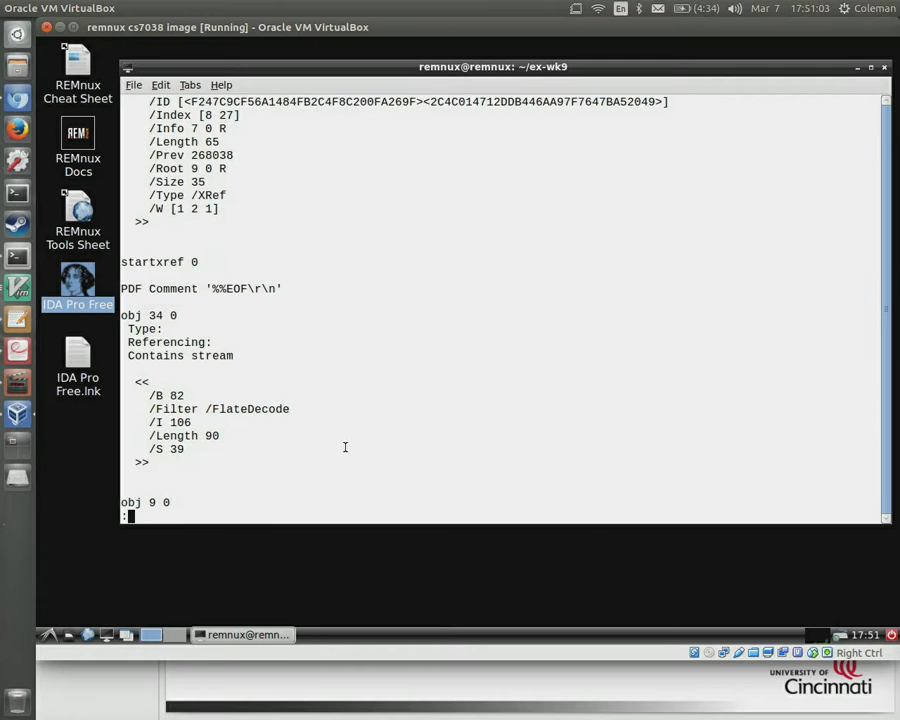 Oracle VM VirtualBox
En
(4:34)
Mar 7
17:51:03
Coleman
remnux cs7038 image [Running] - Oracle VM VirtualBox
REMnux
Cheat Sheet
REM
REMnux
Docs
REMnux
Tools Sheet
IDA Pro Free
IDA Pro
Free.lnk
remnux@remnux: ~/ex-wk9
File Edit Tabs Help
/ID [<F247C9CF56A1484FB2C4F8C200FA269F><2C4C014712DDB446AA97F7647BA52049>]
/Index [8 27]
/Info 7 0 R
/Length 65
/Prev 268038
/Root 9 0 R
/Size 35
/Type /XRef
/W [1 2 1]
>>
startxref 0
PDF Comment '%%EOF\r\n'
obj 34 0
Type:
Referencing:
Contains stream
<<
/B 82
/Filter /FlateDecode
/I 106
/Length 90
/S 39
>>
obj 9 0
:
remnux@remn...
17:51
Right Ctrl
UNIVERSITY OF
Cincinnati